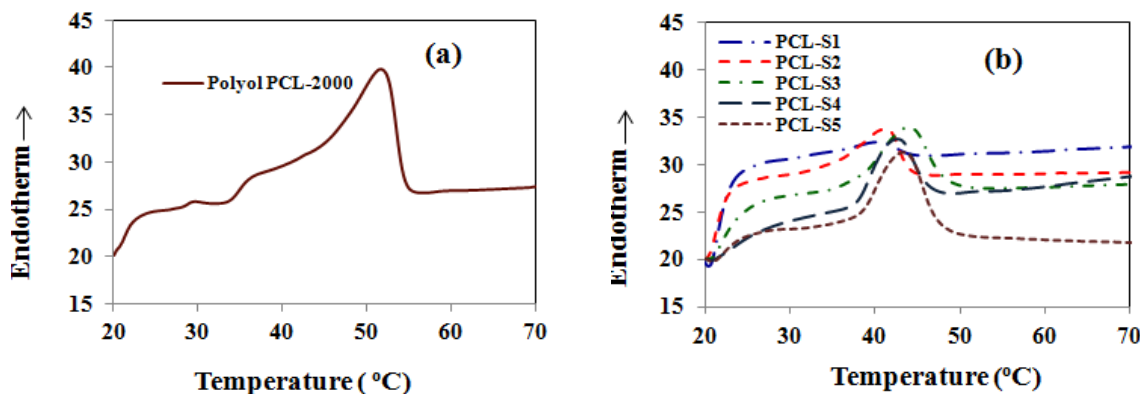 45
40
35
30
25
20
15
20 30 40 50 60 70
Endotherm
Temperature ( ºC)
Polyol PCL-2000
(a)
45
40
35
30
25
20
15
20 30 40 50 60 70
Endotherm
Temperature (ºC)
PCL-S1
PCL-S2
PCL-S3
PCL-S4
PCL-S5
(b)